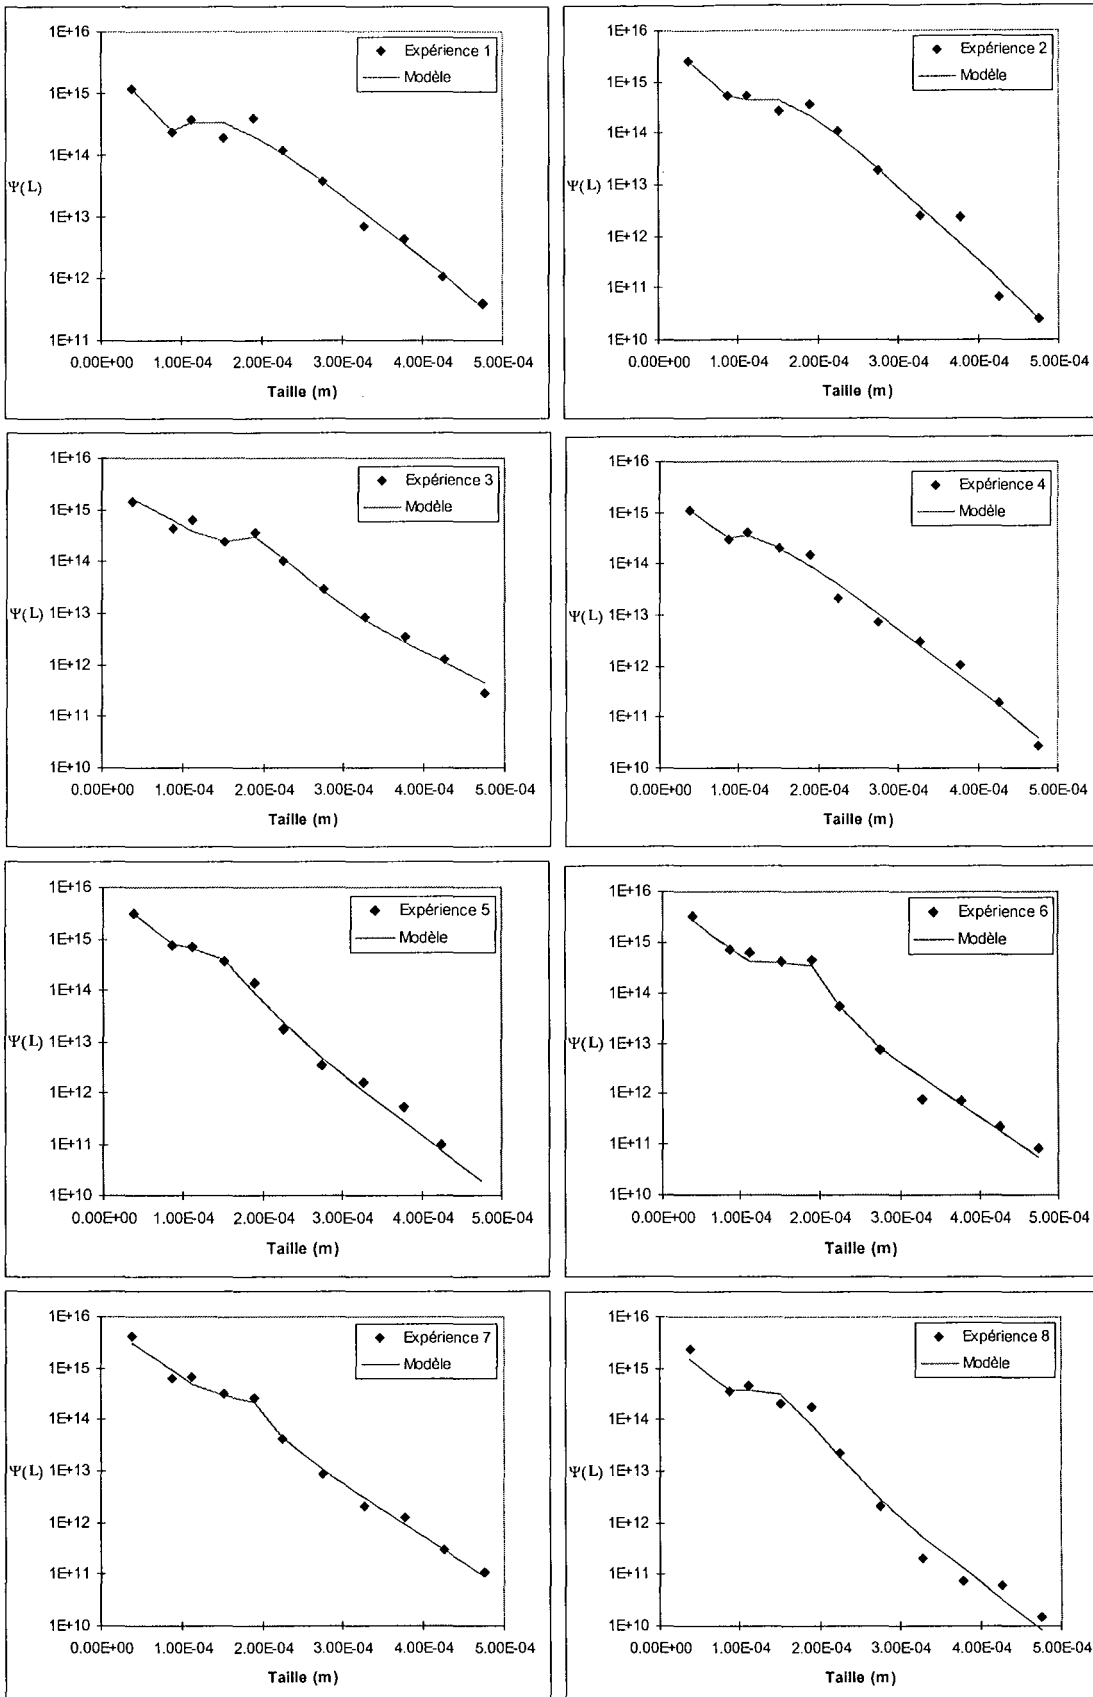 1E+16
Expérience 1
Modèle
1E+15
1E+14
Ψ(L)
1E+13
1E+12
1E+11
0.00E+00 1.00E-04 2.00E-04 3.00E-04 4.00E-04 5.00E-04
Taille (m)
1E+16
Expérience 2
Modèle
1E+15
1E+14
Ψ(L)
1E+13
1E+12
1E+11
1E+10
0.00E+00 1.00E-04 2.00E-04 3.00E-04 4.00E-04 5.00E-04
Taille (m)
1E+16
Expérience 3
Modèle
1E+15
1E+14
1E+13
Ψ(L)
1E+12
1E+11
1E+10
0.00E+00 1.00E-04 2.00E-04 3.00E-04 4.00E-04 5.00E-04
Taille (m)
1E+16
Expérience 4
Modèle
1E+15
1E+14
1E+13
Ψ(L)
1E+12
1E+11
1E+10
0.00E+00 1.00E-04 2.00E-04 3.00E-04 4.00E-04 5.00E-04
Taille (m)
1E+16
Expérience 5
Modèle
1E+15
1E+14
Ψ(L)
1E+13
1E+12
1E+11
1E+10
0.00E+00 1.00E-04 2.00E-04 3.00E-04 4.00E-04 5.00E-04
Taille (m)
1E+16
Expérience 6
Modèle
1E+15
1E+14
Ψ(L)
1E+13
1E+12
1E+11
1E+10
0.00E+00 1.00E-04 2.00E-04 3.00E-04 4.00E-04 5.00E-04
Taille (m)
1E+16
Expérience 7
Modèle
1E+15
1E+14
Ψ(L)
1E+13
1E+12
1E+11
1E+10
0.00E+00 1.00E-04 2.00E-04 3.00E-04 4.00E-04 5.00E-04
Taille (m)
1E+16
Expérience 8
Modèle
1E+15
1E+14
Ψ(L)
1E+13
1E+12
1E+11
1E+10
0.00E+00 1.00E-04 2.00E-04 3.00E-04 4.00E-04 5.00E-04
Taille (m)